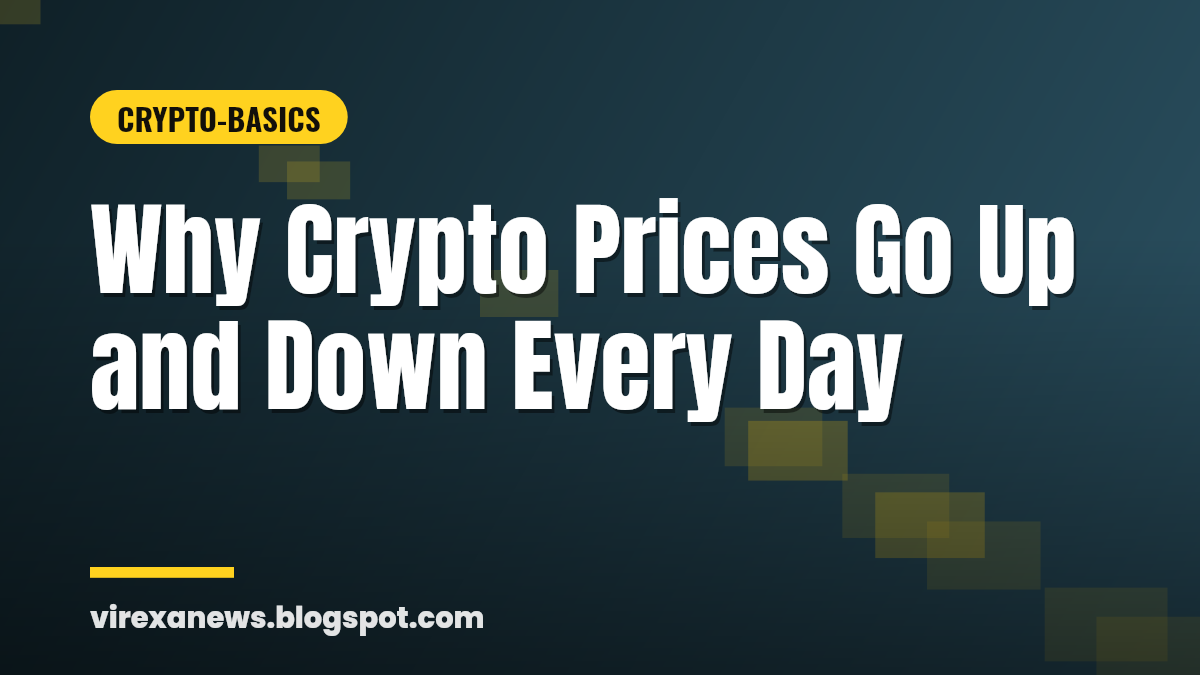 CRYPTO-BASICS
Why Crypto Prices Go Up
and Down Every Day
virexanews.blogspot.com